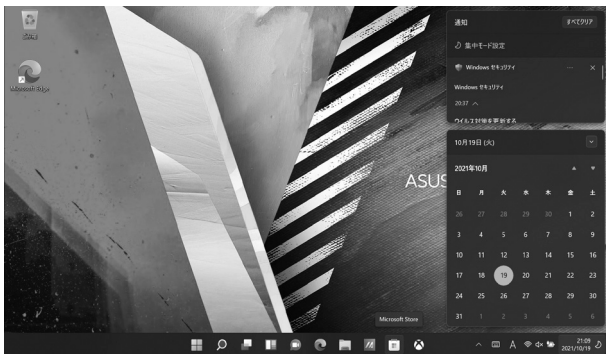 ごみ箱
Microsoft Edge
ASUS
通知
すべてクリア
集中モード設定
Windows セキュリティ
Windows セキュリティ
20:37
ウイルス対策を更新する
10月19日 (火)
2021年10月
日 月 火 水 木 金 土
26 27 28 29 30 1 2
3 4 5 6 7 8 9
10 11 12 13 14 15 16
17 18 19 20 21 22 23
24 25 26 27 28 29 30
31 1 2 3 4 5 6
Microsoft Store
A
21:09
2021/10/19